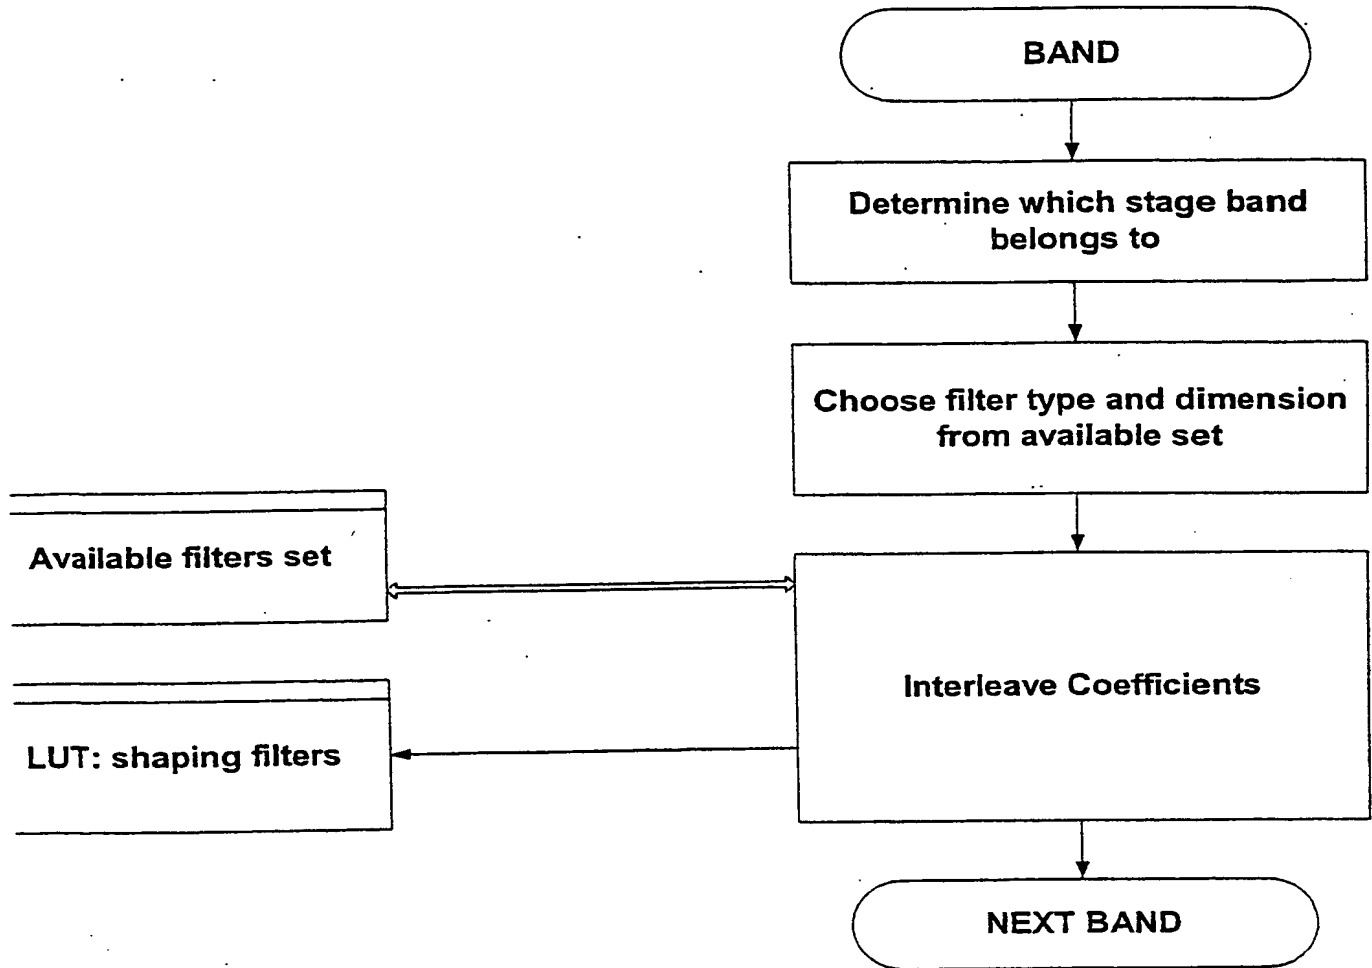 BAND
Determine which stage band
belongs to
Choose filter type and dimension
from available set
Available filters set
Interleave Coefficients
LUT: shaping filters
NEXT BAND